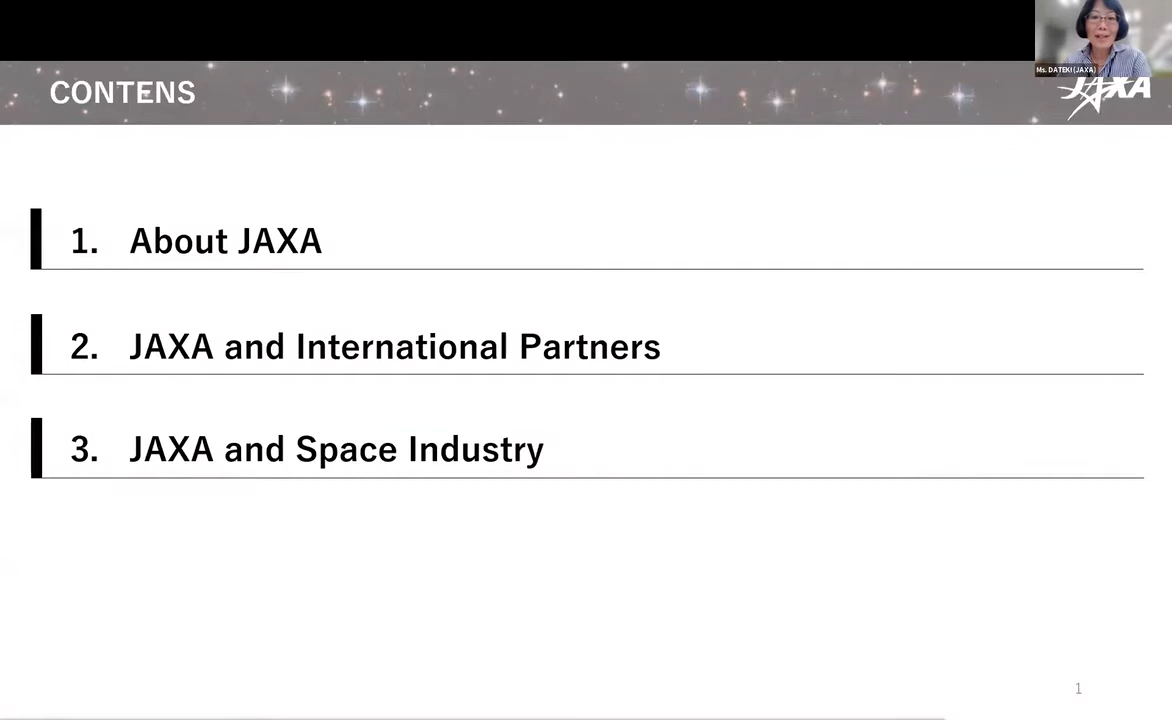 Ms. DATEKI (JAXA)
CONTENS
JAXA
1. About JAXA
2. JAXA and International Partners
3. JAXA and Space Industry
1